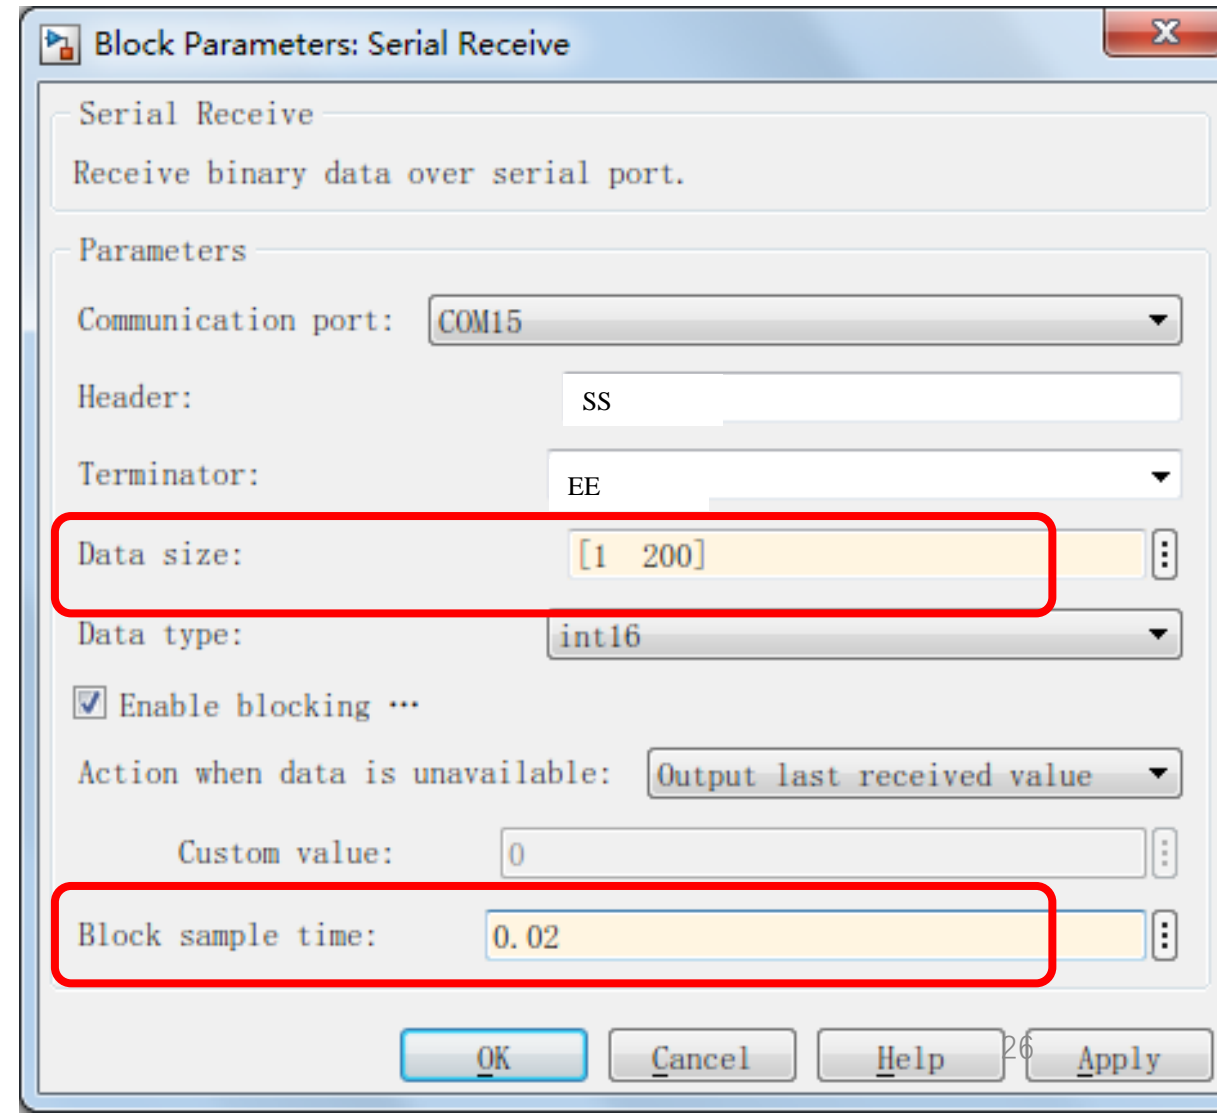 Block Parameters: Serial Receive
Serial Receive
Receive binary data over serial port.
Parameters
Communication port: COM15
Header: SS
Terminator: EE
Data size: [1 200]
Data type: int16
Enable blocking ...
Action when data is unavailable: Output last received value
Custom value: 0
Block sample time: 0.02
OK Cancel Help 26 Apply